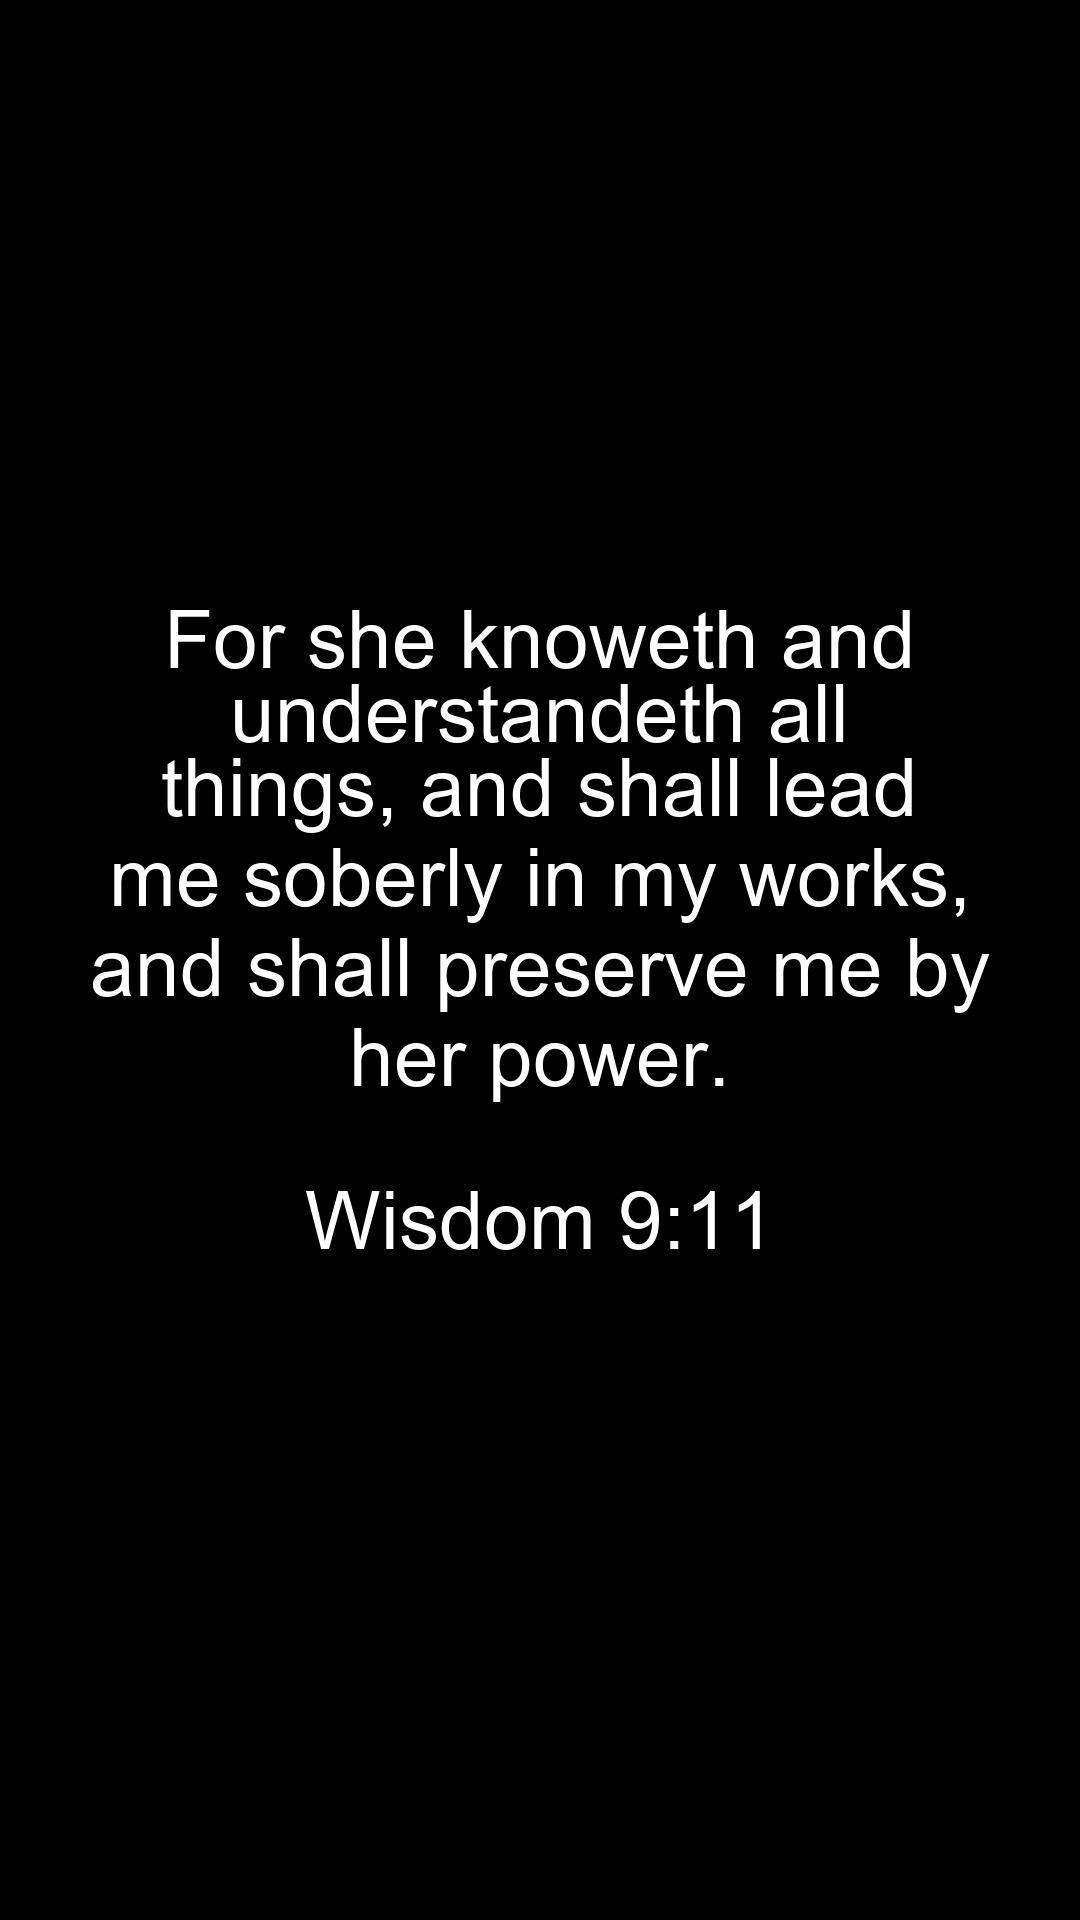 For she knoweth and
understandeth all
things, and shall lead
me soberly in my works,
and shall preserve me by
her power.
Wisdom 9:11